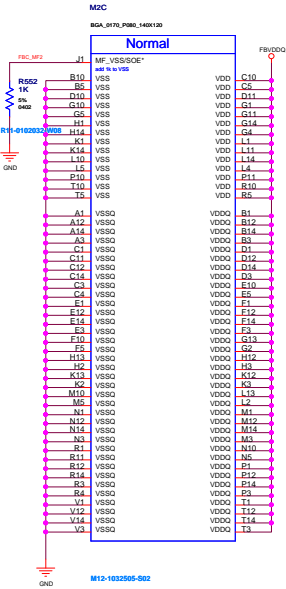 M2C
BGA_0170_P080_140X120
Normal
FBVDDQ
FBC_MF2
J1 MF_VSS/SOE*
add 1k to VSS
R552
1K
5%
0402
R11-0102032-W08
GND
B10 VSS VDD C10
B5 VSS VDD C5
D10 VSS VDD D11
G10 VSS VDD G1
G5 VSS VDD G11
H1 VSS VDD G14
H14 VSS VDD G4
K1 VSS VDD L1
K14 VSS VDD L11
L10 VSS VDD L14
L5 VSS VDD L4
P10 VSS VDD P11
T10 VSS VDD R10
T5 VSS VDD R5
A1 VSSQ VDDQ B1
A12 VSSQ VDDQ B12
A14 VSSQ VDDQ B14
A3 VSSQ VDDQ B3
C1 VSSQ VDDQ D1
C11 VSSQ VDDQ D12
C12 VSSQ VDDQ D14
C14 VSSQ VDDQ D3
C3 VSSQ VDDQ E10
C4 VSSQ VDDQ E5
E1 VSSQ VDDQ F1
E12 VSSQ VDDQ F12
E14 VSSQ VDDQ F14
E3 VSSQ VDDQ F3
F10 VSSQ VDDQ G13
F5 VSSQ VDDQ G2
H13 VSSQ VDDQ H12
H2 VSSQ VDDQ H3
K13 VSSQ VDDQ K12
K2 VSSQ VDDQ K3
M10 VSSQ VDDQ L13
M5 VSSQ VDDQ L2
N1 VSSQ VDDQ M1
N12 VSSQ VDDQ M12
N14 VSSQ VDDQ M14
N3 VSSQ VDDQ M3
R1 VSSQ VDDQ N10
R11 VSSQ VDDQ N5
R12 VSSQ VDDQ P1
R14 VSSQ VDDQ P12
R3 VSSQ VDDQ P14
R4 VSSQ VDDQ P3
V1 VSSQ VDDQ T1
V12 VSSQ VDDQ T12
V14 VSSQ VDDQ T14
V3 VSSQ VDDQ T3
GND
M12-1032505-S02